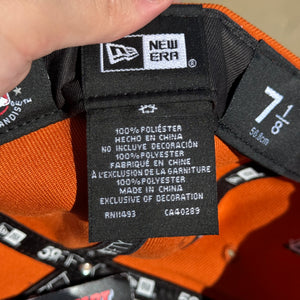 NEW ERA
®
100% POLIÉSTER
HECHO EN CHINA
NO INCLUYE DECORACIÓN
100% POLYESTER
FABRIQUÉ EN CHINE
À L'EXCLUSION DE LA GARNITURE
100% POLYESTER
MADE IN CHINA
EXCLUSIVE OF DECORATION
RN11493 CA40289
7 1/8
56.8CM